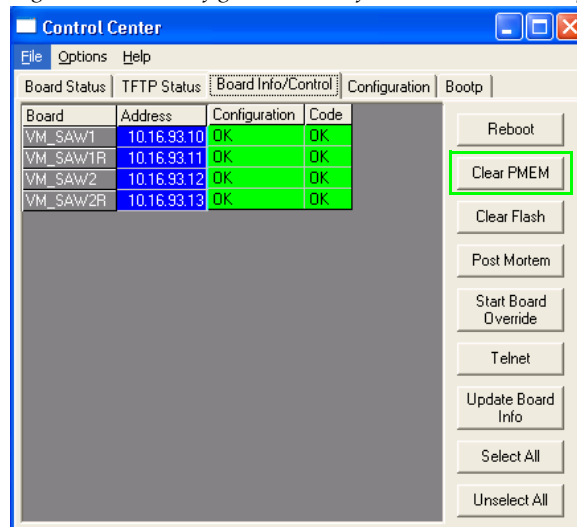 Control Center
File Options Help
Board Status TFTP Status Board Info/Control Configuration Bootp
Board Address Configuration Code
VM_SAW1 10.16.93.10 OK OK
VM_SAW1R 10.16.93.11 OK OK
VM_SAW2 10.16.93.12 OK OK
VM_SAW2R 10.16.93.13 OK OK
Reboot
Clear PMEM
Clear Flash
Post Mortem
Start Board
Override
Telnet
Update Board
Info
Select All
Unselect All